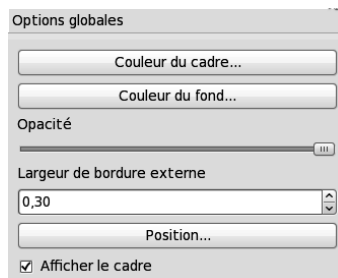 Options globales
Couleur du cadre...
Couleur du fond...
Opacité
Largeur de bordure externe
0,30
Position...
Afficher le cadre